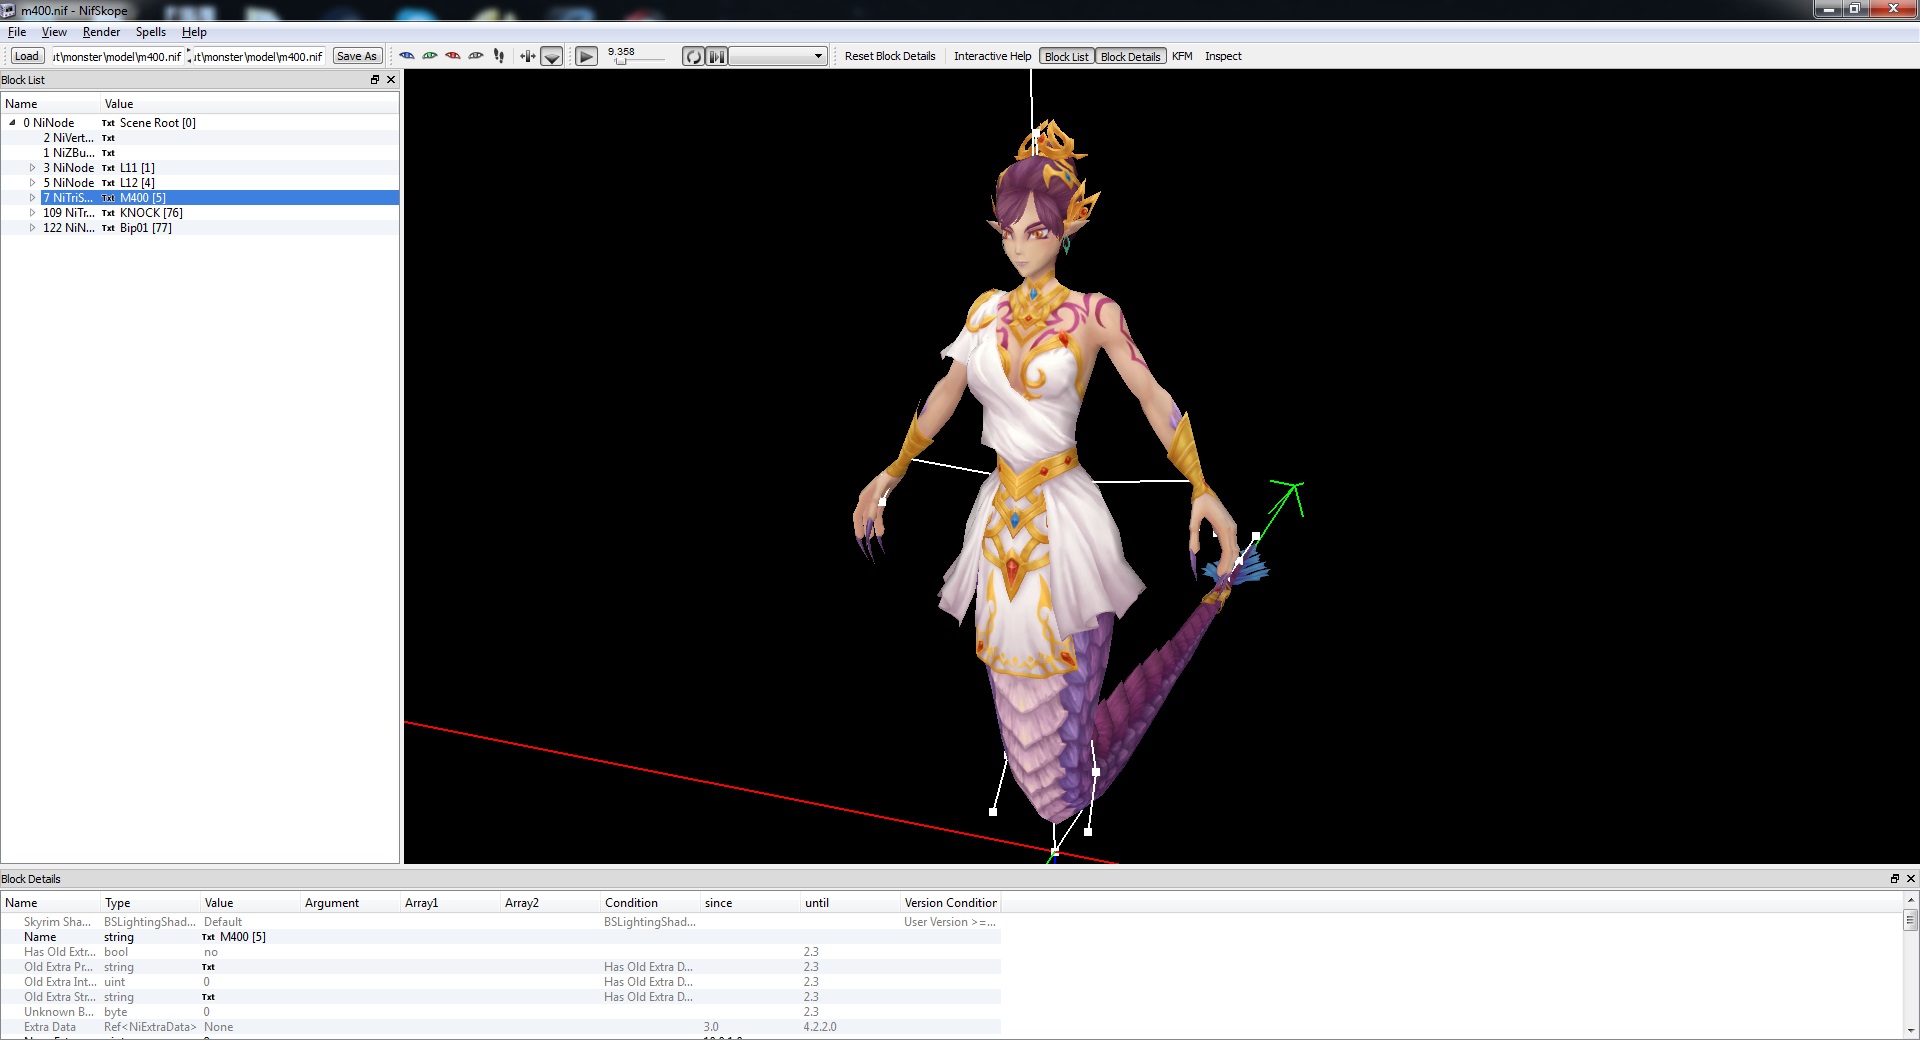 m400.nif - NifSkope
File View Render Spells Help
Load ut\monster\model\m400.nif ut\monster\model\m400.nif Save As 9.358 Reset Block Details Interactive Help Block List Block Details KFM Inspect
Block List
Name Value
0 NiNode Txt Scene Root [0]
2 NiVert... Txt
1 NiZBu... Txt
3 NiNode Txt L11 [1]
5 NiNode Txt L12 [4]
7 NiTriS... Txt M400 [5]
109 NiTr... Txt KNOCK [76]
122 NiN... Txt Bip01 [77]
Block Details
Name Type Value Argument Array1 Array2 Condition since until Version Condition
Skyrim Sha... BSLightingShad... Default BSLightingShad... User Version >=...
Name string Txt M400 [5]
Has Old Extr... bool no 2.3
Old Extra Pr... string Txt Has Old Extra D... 2.3
Old Extra Int... uint 0 Has Old Extra D... 2.3
Old Extra Str... string Txt Has Old Extra D... 2.3
Unknown B... byte 0 2.3
Extra Data Ref<NiExtraData> None 3.0 4.2.2.0